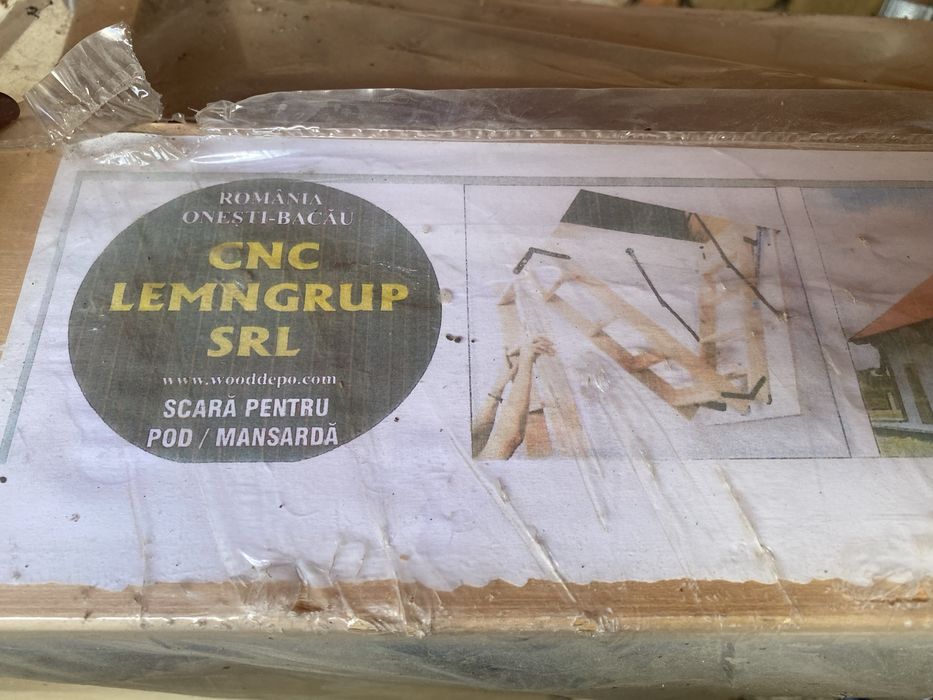 ROMÂNIA
ONEȘTI-BACĂU
CNC
LEMNGRUP
SRL
www.wooddepo.com
SCARĂ PENTRU
POD / MANSARDĂ